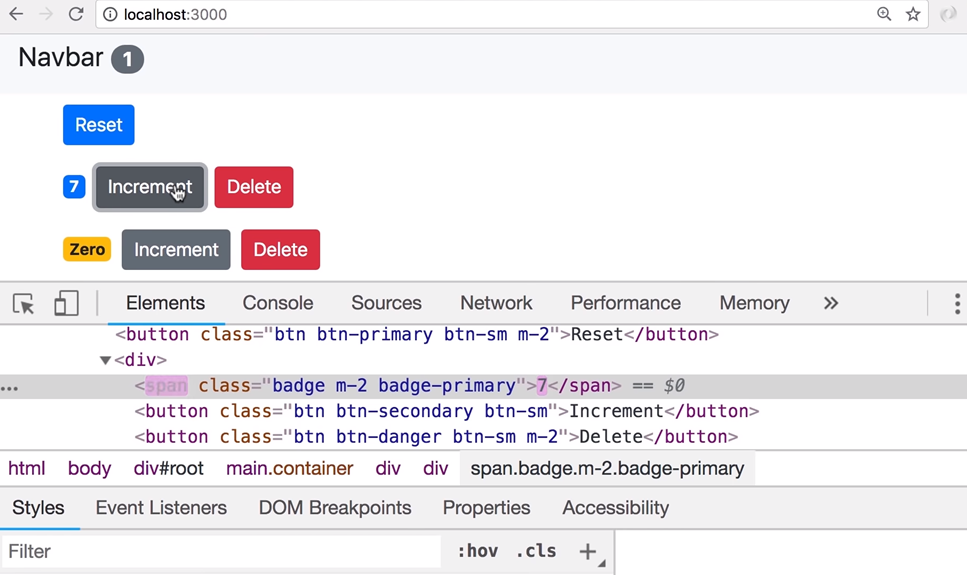 localhost:3000
Navbar 1
Reset
7 Increment Delete
Zero Increment Delete
Elements Console Sources Network Performance Memory »
<button class="btn btn-primary btn-sm m-2">Reset</button>
▼<div>
... <span class="badge m-2 badge-primary">7</span> == $0
<button class="btn btn-secondary btn-sm">Increment</button>
<button class="btn btn-danger btn-sm m-2">Delete</button>
html body div#root main.container div div span.badge.m-2.badge-primary
Styles Event Listeners DOM Breakpoints Properties Accessibility
Filter :hov .cls +